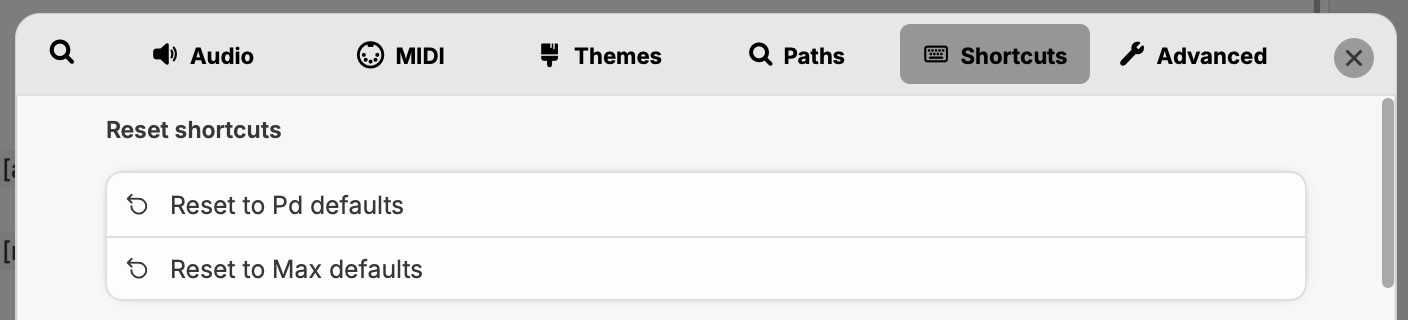 Audio MIDI Themes Paths Shortcuts Advanced
Reset shortcuts
Reset to Pd defaults
Reset to Max defaults